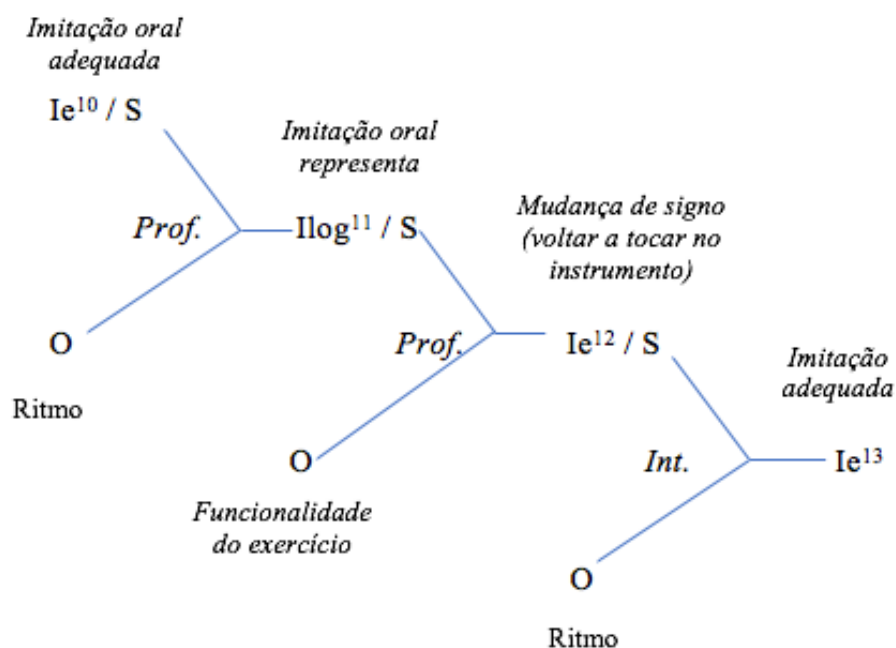 Imitação oral
adequada
Ie¹⁰ / S
Imitação oral
representa
Prof.
Ilog¹¹ / S
Mudança de signo
(voltar a tocar no
instrumento)
O
Ritmo
Prof.
Ie¹² / S
Imitação
adequada
O
Funcionalidade
do exercício
Int.
Ie¹³
O
Ritmo